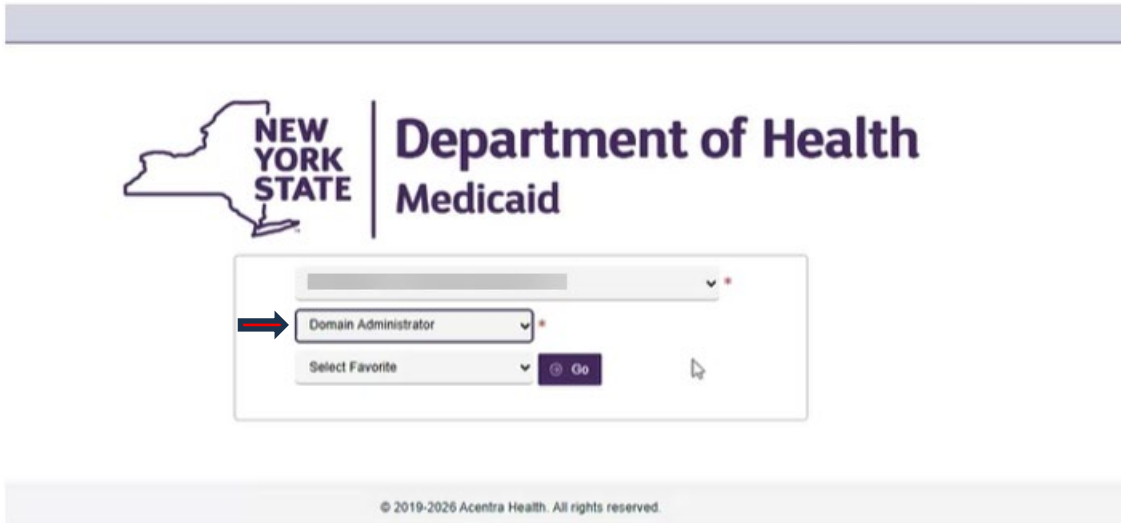 NEW
YORK
STATE
Department of Health
Medicaid
*
Domain Administrator *
Select Favorite Go
© 2019-2026 Acentra Health. All rights reserved.